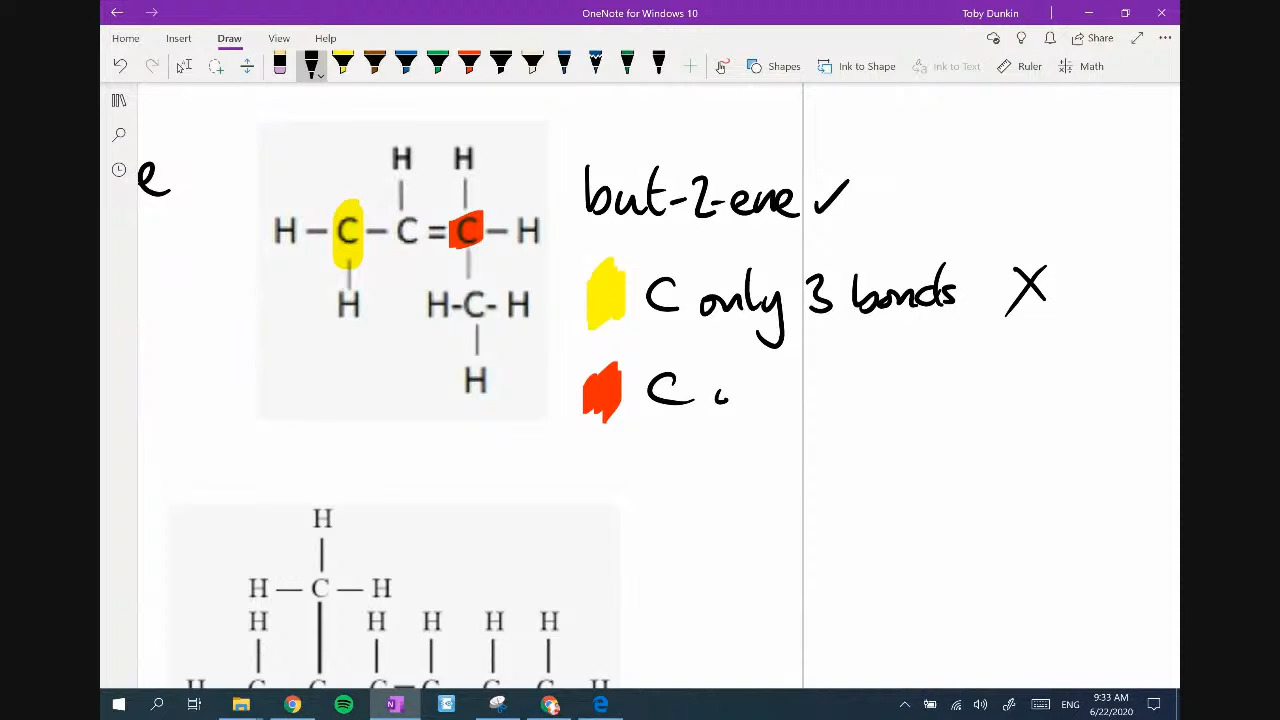 OneNote for Windows 10
Toby Dunkin
Home Insert Draw View Help
Share
Shapes Ink to Shape Ink to Text Ruler Math
e
H H
H – C – C = C – H
H H-C- H
H
but-2-ene ✓
C only 3 bonds X
C
H
H — C — H
H H H H H
H C C C = C C C H
ENG
9:33 AM
6/22/2020